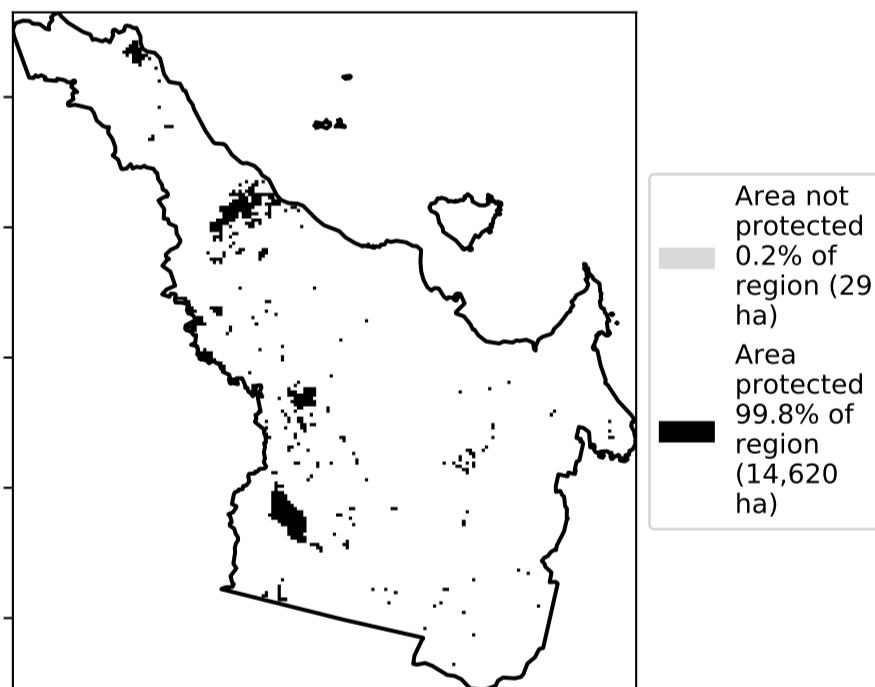 Area not
protected
0.2% of
region (29
ha)
Area
protected
99.8% of
region
(14,620
ha)